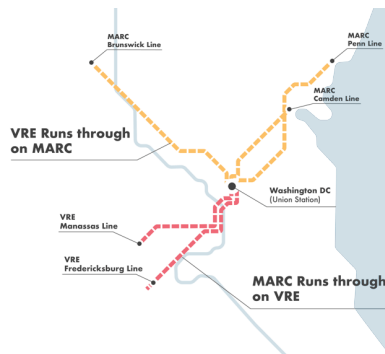 MARC
Brunswick Line
MARC
Penn Line
MARC
Camden Line
VRE Runs through
on MARC
Washington DC
(Union Station)
VRE
Manassas Line
VRE
Fredericksburg Line
MARC Runs through
on VRE